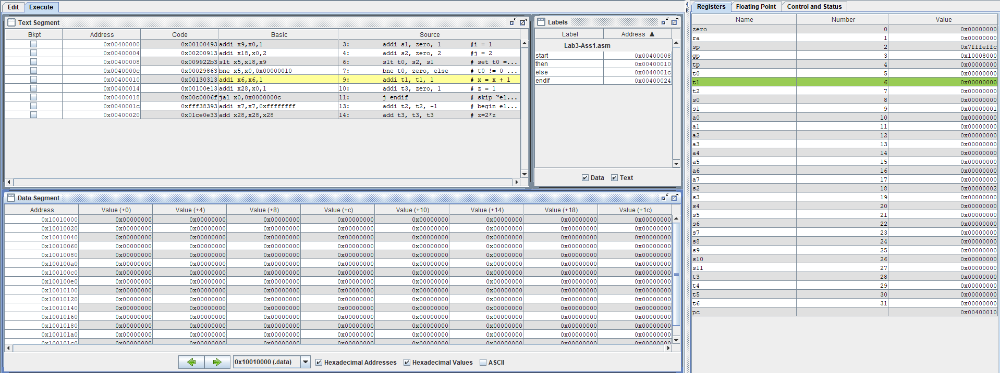 Edit Execute
Text Segment
Bkpt Address Code Basic Source
0x00400000 0x00100493 addi x9,x0,1 3: addi s1, zero, 1 #i = 1
0x00400004 0x00200913 addi x18,x0,2 4: addi s2, zero, 2 #j = 2
0x00400008 0x009922b3 slt x5,x18,x9 6: slt t0, s2, s1 # set t0 =...
0x0040000c 0x00029863 bne x5,x0,0x00000010 7: bne t0, zero, else # t0 != 0 ...
0x00400010 0x00130313 addi x6,x6,1 9: addi t1, t1, 1 # x = x + 1
0x00400014 0x00100e13 addi x28,x0,1 10: addi t3, zero, 1 # z = 1
0x00400018 0x00c0006f jal x0,0x0000000c 11: j endif # skip “el...
0x0040001c 0xfff38393 addi x7,x7,0xffffffff 13: addi t2, t2, -1 # begin el...
0x00400020 0x01ce0e33 add x28,x28,x28 14: add t3, t3, t3 # z=2*z
Labels
Label Address ▲
Lab3-Ass1.asm
start 0x00400008
then 0x00400010
else 0x0040001c
endif 0x00400024
Data Text
Data Segment
Address Value (+0) Value (+4) Value (+8) Value (+c) Value (+10) Value (+14) Value (+18) Value (+1c)
0x10010000 0x00000000 0x00000000 0x00000000 0x00000000 0x00000000 0x00000000 0x00000000 0x00000000
0x10010020 0x00000000 0x00000000 0x00000000 0x00000000 0x00000000 0x00000000 0x00000000 0x00000000
0x10010040 0x00000000 0x00000000 0x00000000 0x00000000 0x00000000 0x00000000 0x00000000 0x00000000
0x10010060 0x00000000 0x00000000 0x00000000 0x00000000 0x00000000 0x00000000 0x00000000 0x00000000
0x10010080 0x00000000 0x00000000 0x00000000 0x00000000 0x00000000 0x00000000 0x00000000 0x00000000
0x100100a0 0x00000000 0x00000000 0x00000000 0x00000000 0x00000000 0x00000000 0x00000000 0x00000000
0x100100c0 0x00000000 0x00000000 0x00000000 0x00000000 0x00000000 0x00000000 0x00000000 0x00000000
0x100100e0 0x00000000 0x00000000 0x00000000 0x00000000 0x00000000 0x00000000 0x00000000 0x00000000
0x10010100 0x00000000 0x00000000 0x00000000 0x00000000 0x00000000 0x00000000 0x00000000 0x00000000
0x10010120 0x00000000 0x00000000 0x00000000 0x00000000 0x00000000 0x00000000 0x00000000 0x00000000
0x10010140 0x00000000 0x00000000 0x00000000 0x00000000 0x00000000 0x00000000 0x00000000 0x00000000
0x10010160 0x00000000 0x00000000 0x00000000 0x00000000 0x00000000 0x00000000 0x00000000 0x00000000
0x10010180 0x00000000 0x00000000 0x00000000 0x00000000 0x00000000 0x00000000 0x00000000 0x00000000
0x100101a0 0x00000000 0x00000000 0x00000000 0x00000000 0x00000000 0x00000000 0x00000000 0x00000000
0x100101c0 0x00000000 0x00000000 0x00000000 0x00000000 0x00000000 0x00000000 0x00000000 0x00000000
0x10010000 (.data) Hexadecimal Addresses Hexadecimal Values ASCII
Registers Floating Point Control and Status
Name Number Value
zero 0 0x00000000
ra 1 0x00000000
sp 2 0x7fffeffc
gp 3 0x10008000
tp 4 0x00000000
t0 5 0x00000000
t1 6 0x00000000
t2 7 0x00000000
s0 8 0x00000000
s1 9 0x00000001
a0 10 0x00000000
a1 11 0x00000000
a2 12 0x00000000
a3 13 0x00000000
a4 14 0x00000000
a5 15 0x00000000
a6 16 0x00000000
a7 17 0x00000000
s2 18 0x00000002
s3 19 0x00000000
s4 20 0x00000000
s5 21 0x00000000
s6 22 0x00000000
s7 23 0x00000000
s8 24 0x00000000
s9 25 0x00000000
s10 26 0x00000000
s11 27 0x00000000
t3 28 0x00000000
t4 29 0x00000000
t5 30 0x00000000
t6 31 0x00000000
pc 0x00400010